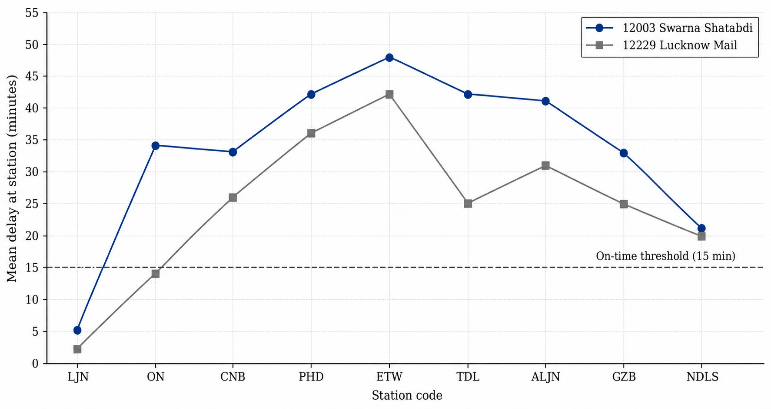 55
50
45
40
35
30
25
20
15
10
5
0
Mean delay at station (minutes)
12003 Swarna Shatabdi
12229 Lucknow Mail
On-time threshold (15 min)
LJN ON CNB PHD ETW TDL ALJN GZB NDLS
Station code